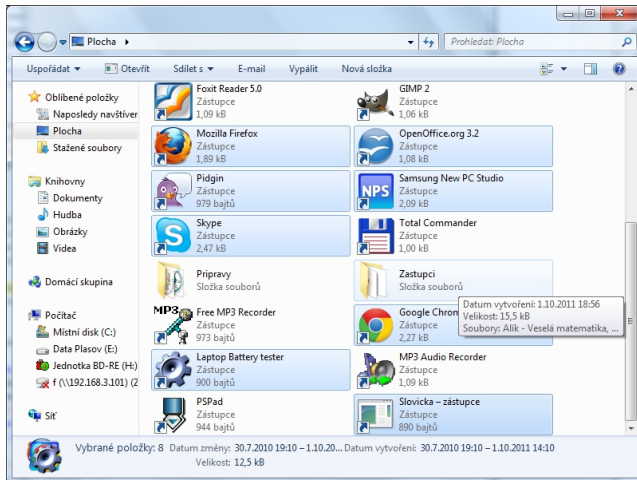 Plocha
Prohledat: Plocha
Uspořádat
Otevřít
Sdílet s
E-mail
Vypálit
Nová složka
Oblíbené položky
Naposledy navštíver
Plocha
Stažené soubory
Knihovny
Dokumenty
Hudba
Obrázky
Videa
Domácí skupina
Počítač
Místní disk (C:)
Data Plasov (E:)
Jednotka BD-RE (H:)
f (\\192.168.3.101) (Z
Síť
Foxit Reader 5.0
Zástupce
1,09 kB
GIMP 2
Zástupce
1,06 kB
Mozilla Firefox
Zástupce
1,89 kB
OpenOffice.org 3.2
Zástupce
1,08 kB
Pidgin
Zástupce
979 bajtů
NPS
Samsung New PC Studio
Zástupce
2,09 kB
Skype
Zástupce
2,47 kB
Total Commander
Zástupce
1,00 kB
Pripravy
Složka souborů
Zastupci
Složka souborů
Datum vytvoření: 1.10.2011 18:56
Velikost: 15,5 kB
Soubory: Alík - Veselá matematika, ...
MP3
Free MP3 Recorder
Zástupce
973 bajtů
Google Chrom
Zástupce
2,27 kB
Laptop Battery tester
Zástupce
900 bajtů
MP3 Audio Recorder
Zástupce
1,09 kB
PSPad
Zástupce
944 bajtů
Slovicka – zástupce
Zástupce
890 bajtů
Vybrané položky: 8 Datum změny: 30.7.2010 19:10 – 1.10.20... Datum vytvoření: 30.7.2010 19:10 – 1.10.2011 14:10
Velikost: 12,5 kB